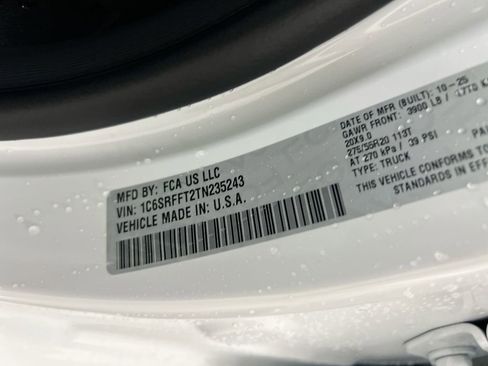 MFD BY: FCA US LLC
VIN: 1C6SRFFT2TN235243
VEHICLE MADE IN: U.S.A.
DATE OF MFR (BUILT): 10-25
GAWR FRONT: 3900 LB /
20X9.0
275/55R20 113T
AT 270 kPa / 39 PSI
TYPE: TRUCK
THIS VEHICLE CONFORMS TO
STANDARDS IN EFF